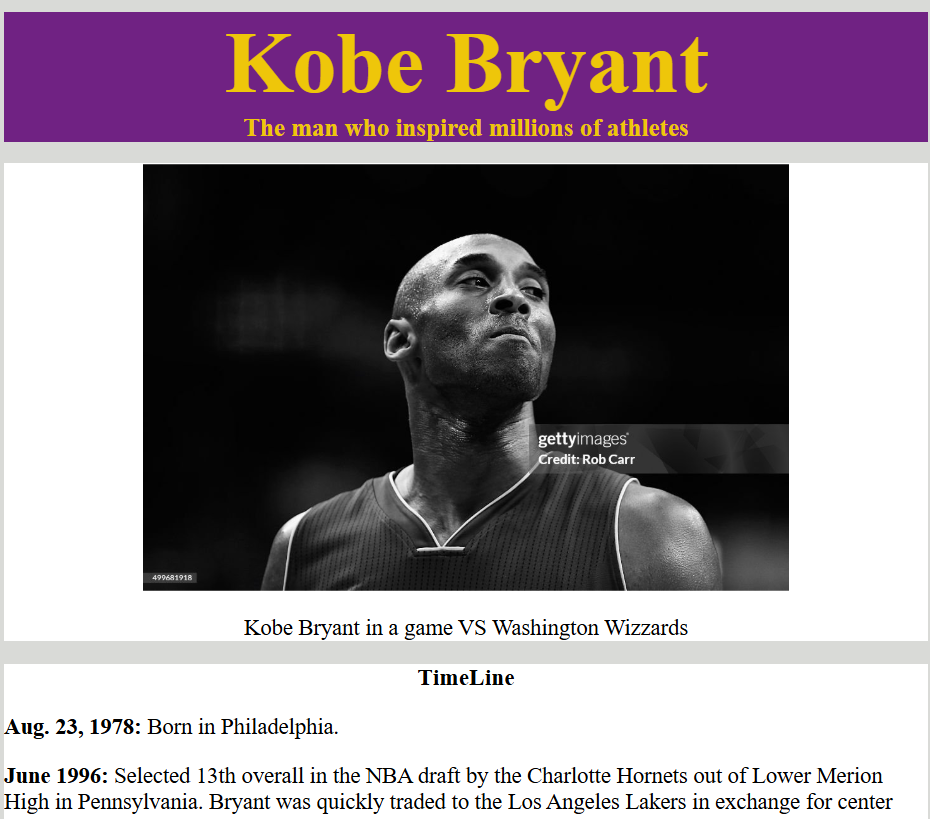 Kobe Bryant
The man who inspired millions of athletes
gettyimages®
Credit: Rob Carr
499681918
Kobe Bryant in a game VS Washington Wizzards
TimeLine
Aug. 23, 1978: Born in Philadelphia.
June 1996: Selected 13th overall in the NBA draft by the Charlotte Hornets out of Lower Merion
High in Pennsylvania. Bryant was quickly traded to the Los Angeles Lakers in exchange for center